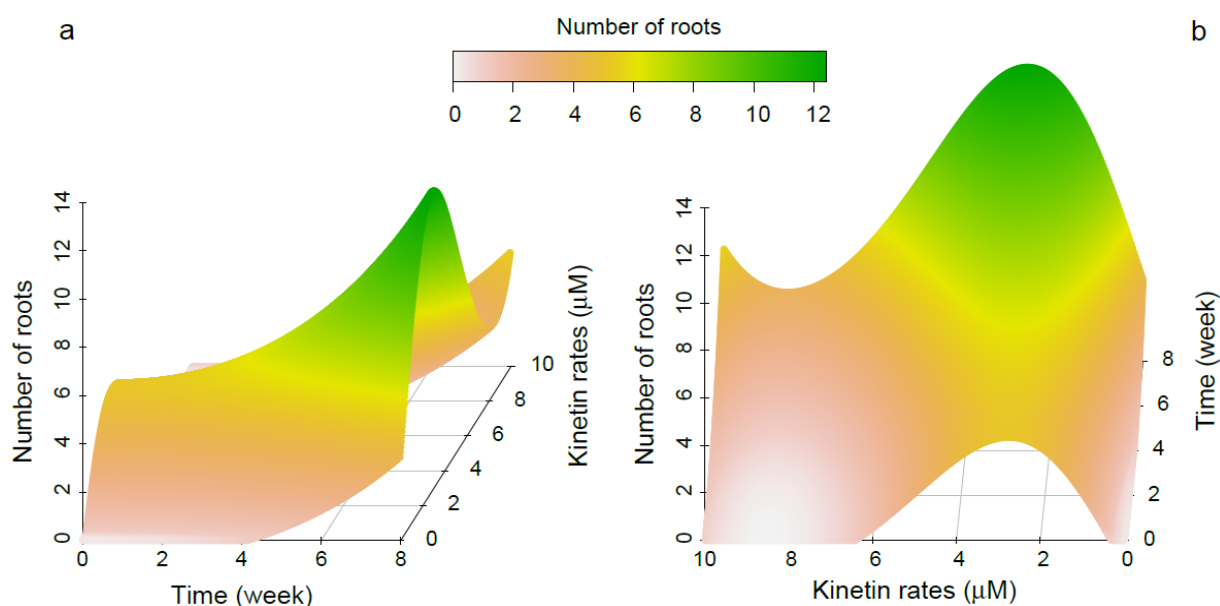 a
Number of roots
b
0 2 4 6 8 10 12
Number of roots
0 2 4 6 8 10 12 14
Time (week)
0 2 4 6 8
Kinetin rates (μM)
0 2 4 6 8 10
Number of roots
0 2 4 6 8 10 12 14
Kinetin rates (μM)
10 8 6 4 2 0
Time (week)
0 2 4 6 8